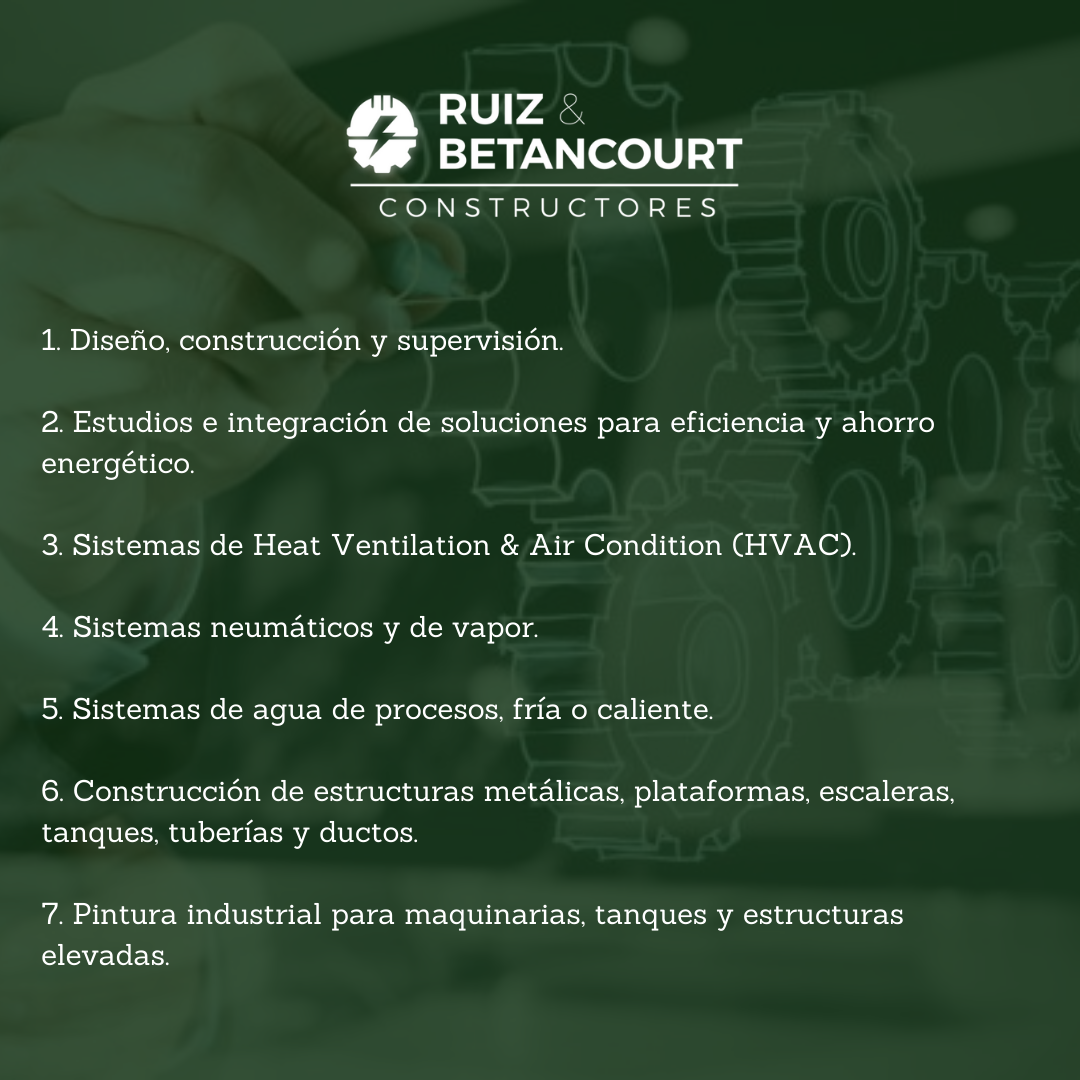 RUIZ &
BETANCOURT
CONSTRUCTORES
1. Diseño, construcción y supervisión.
2. Estudios e integración de soluciones para eficiencia y ahorro
energético.
3. Sistemas de Heat Ventilation & Air Condition (HVAC).
4. Sistemas neumáticos y de vapor.
5. Sistemas de agua de procesos, fría o caliente.
6. Construcción de estructuras metálicas, plataformas, escaleras,
tanques, tuberías y ductos.
7. Pintura industrial para maquinarias, tanques y estructuras
elevadas.